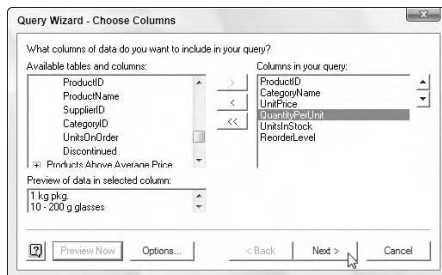 Query Wizard - Choose Columns
What columns of data do you want to include in your query?
Available tables and columns:
ProductID
ProductName
SupplierID
CategoryID
UnitsOnOrder
Discontinued
+ Products Above Average Price
>
<
<<
Columns in your query:
ProductID
CategoryName
UnitPrice
QuantityPerUnit
UnitsInStock
ReorderLevel
Preview of data in selected column:
1 kg pkg.
10 - 200 g glasses
? Preview Now Options... < Back Next > Cancel